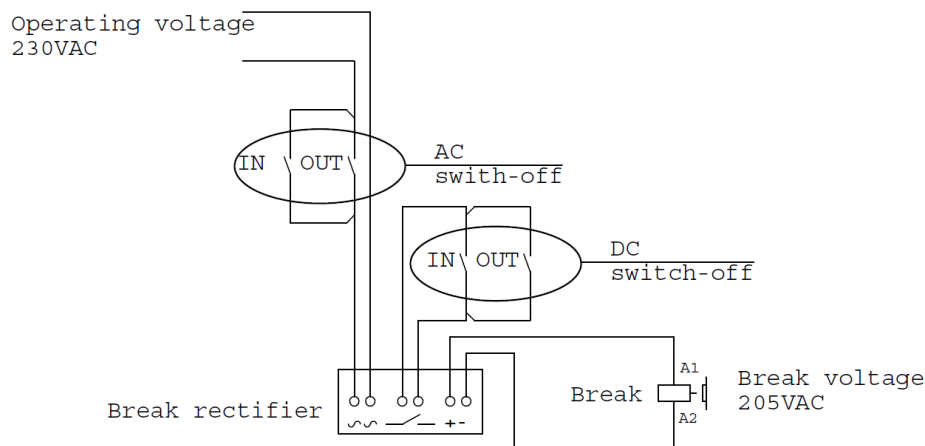 Operating voltage
230VAC
IN OUT
AC
swith-off
IN OUT
DC
switch-off
A1
Break
A2
Break voltage
205VAC
Break rectifier
+-